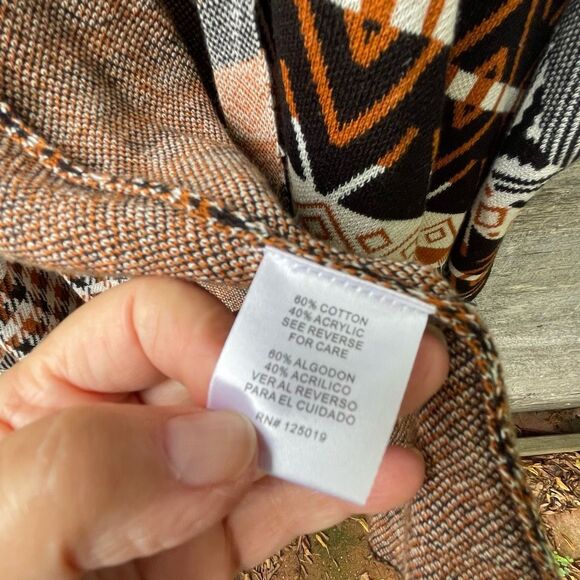 60% COTTON
40% ACRYLIC
SEE REVERSE
FOR CARE
60% ALGODON
40% ACRILICO
VER AL REVERSO
PARA EL CUIDADO
RN# 125019